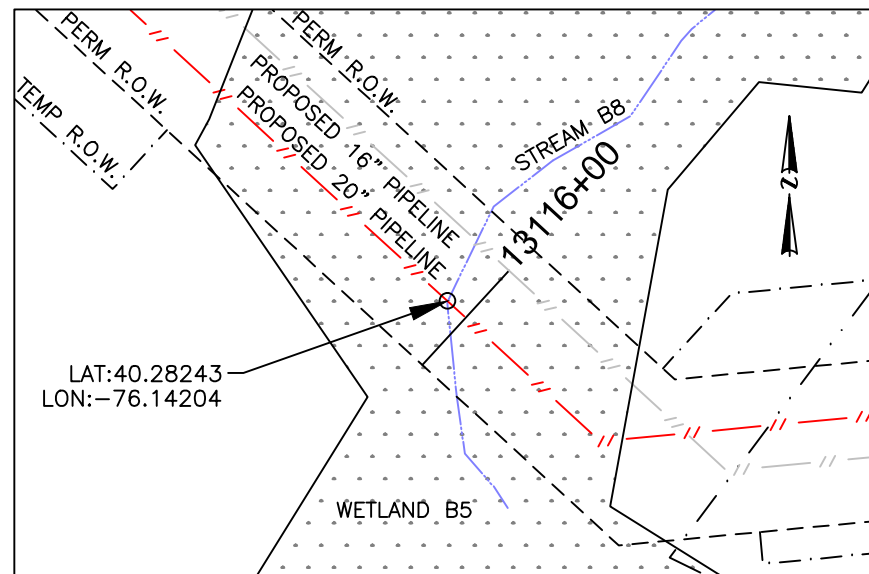 PERM R.O.W.
PERM R.O.W.
TEMP R.O.W.
PROPOSED 16” PIPELINE
PROPOSED 20” PIPELINE
STREAM B8
13116+00
N
LAT:40.28243
LON:-76.14204
WETLAND B5